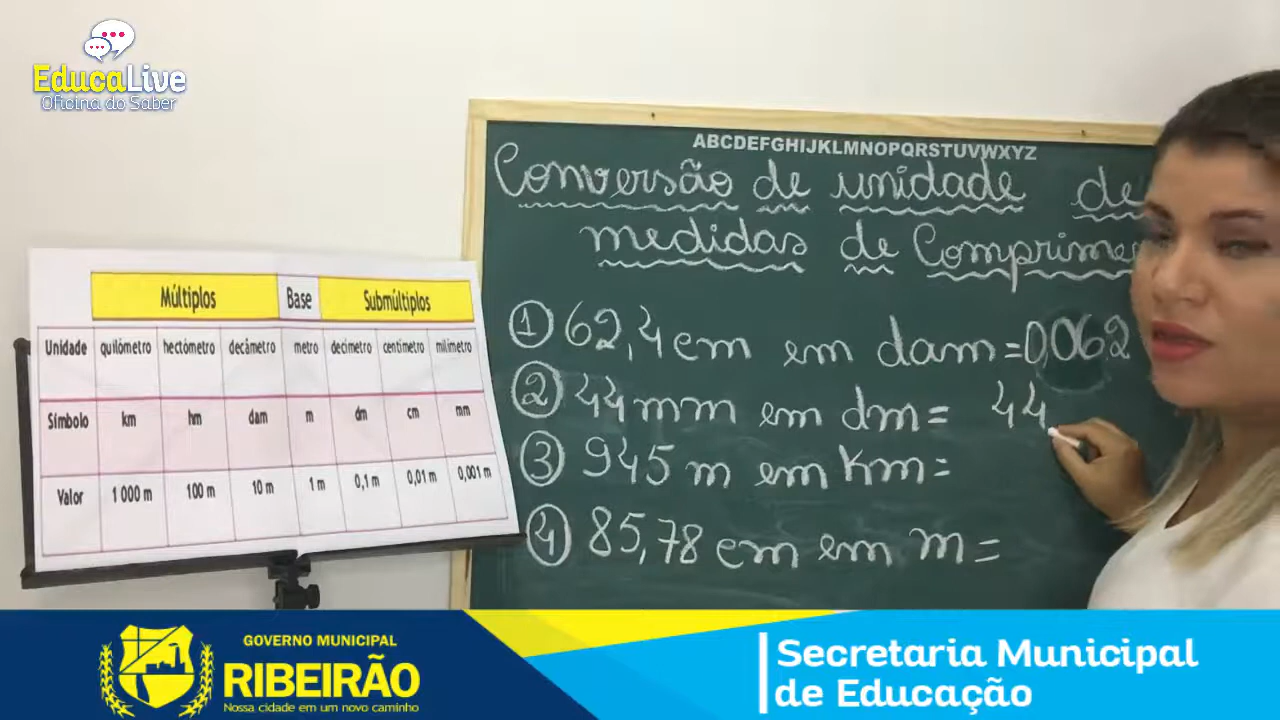 EducaLive
Oficina do Saber
ABCDEFGHIJKLMNOPQRSTUVWXYZ
Conversão de unidade de
medidas de Comprime
1 62,4 cm em dam = 0,062
2 44 mm em dm = 44
3 945 m em Km =
4 85,78 cm em m =
Múltiplos Base Submúltiplos
Unidade quilômetro hectômetro decâmetro metro decímetro centímetro milímetro
Símbolo km hm dam m dm cm mm
Valor 1 000 m 100 m 10 m 1 m 0,1 m 0,01 m 0,001 m
GOVERNO MUNICIPAL
RIBEIRÃO
Nossa cidade em um novo caminho
Secretaria Municipal
de Educação